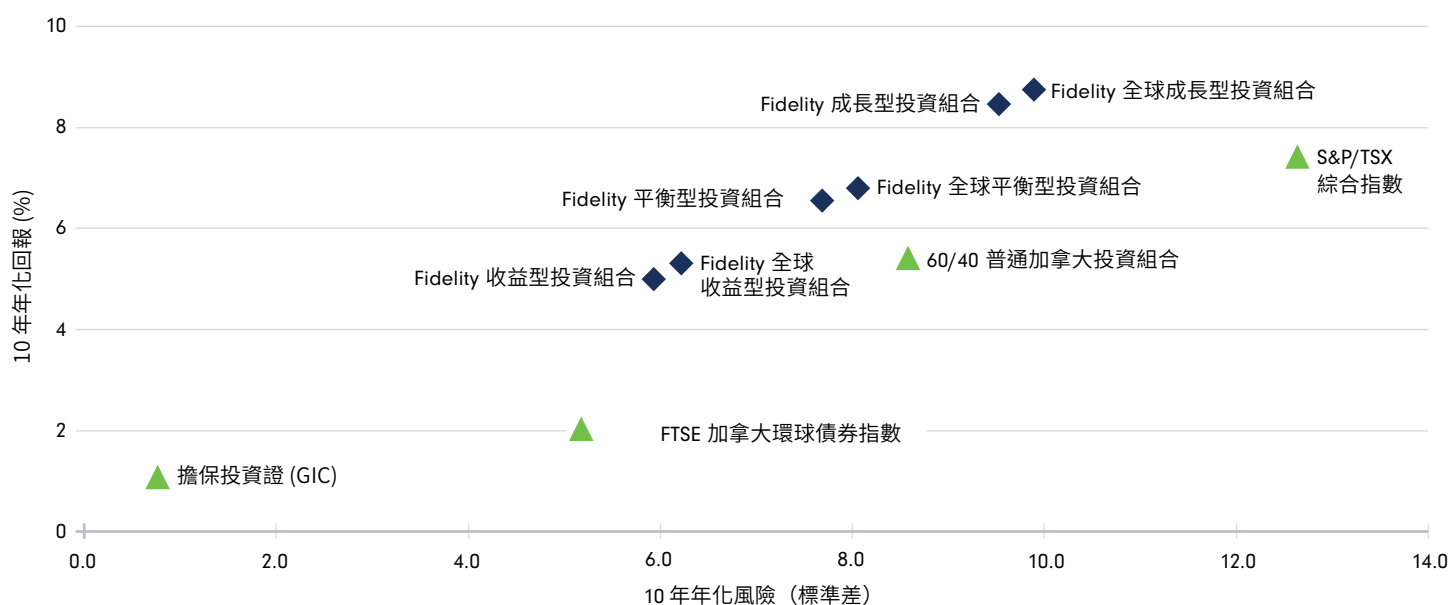 10
Fidelity 成長型投資組合
Fidelity 全球成長型投資組合
8
S&P/TSX
綜合指數
Fidelity 平衡型投資組合
Fidelity 全球平衡型投資組合
6
Fidelity 收益型投資組合
Fidelity 全球
收益型投資組合
60/40 普通加拿大投資組合
4
2
FTSE 加拿大環球債券指數
擔保投資證 (GIC)
0
10 年年化回報 (%)
0.0 2.0 4.0 6.0 8.0 10.0 12.0 14.0
10 年年化風險（標準差）